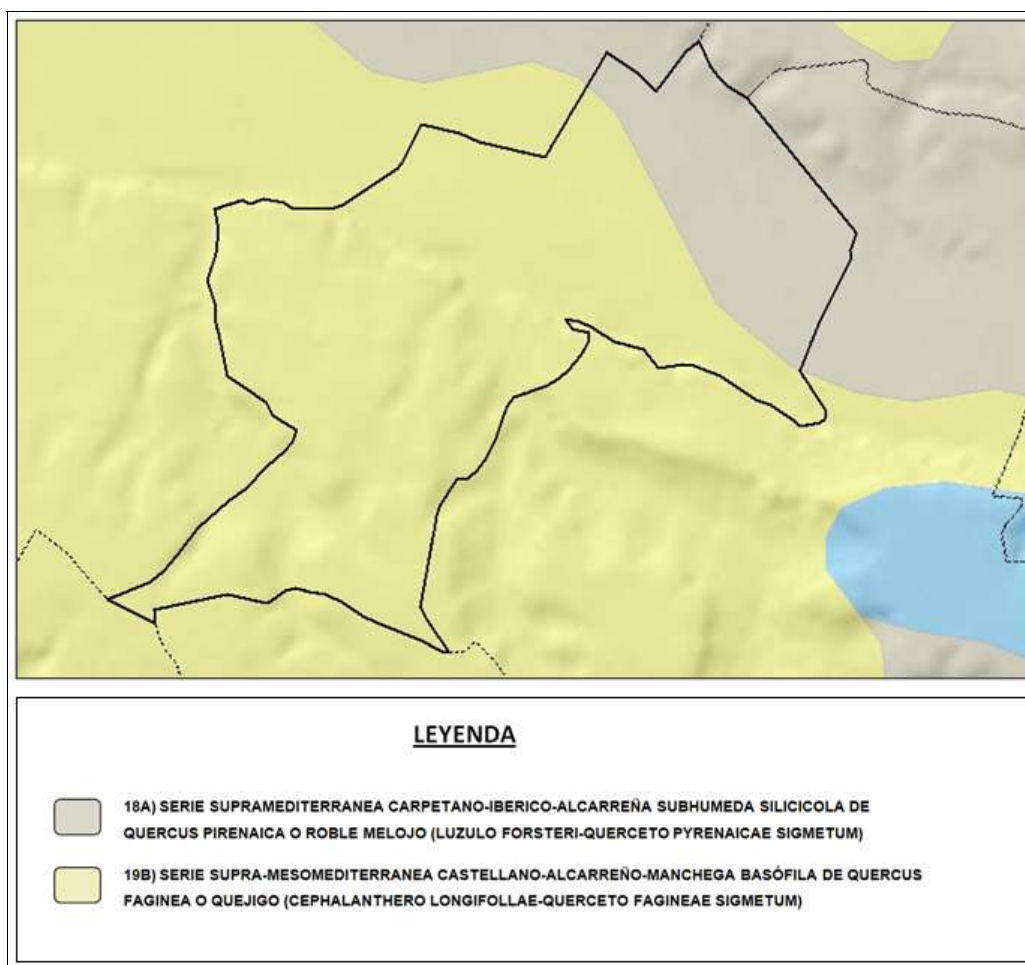 LEYENDA
18A) SERIE SUPRAMEDITERRANEA CARPETANO-IBERICO-ALCARREÑA SUBHUMEDA SILICICOLA DE
QUERCUS PIRENAICA O ROBLE MELOJO (LUZULO FORSTERI-QUERCETO PYRENAICAE SIGMETUM)
19B) SERIE SUPRA-MESOMEDITERRANEA CASTELLANO-ALCARREÑO-MANCHEGA BASÓFILA DE QUERCUS
FAGINEA O QUEJIGO (CEPHALANTHERO LONGIFOLLAE-QUERCETO FAGINEAE SIGMETUM)